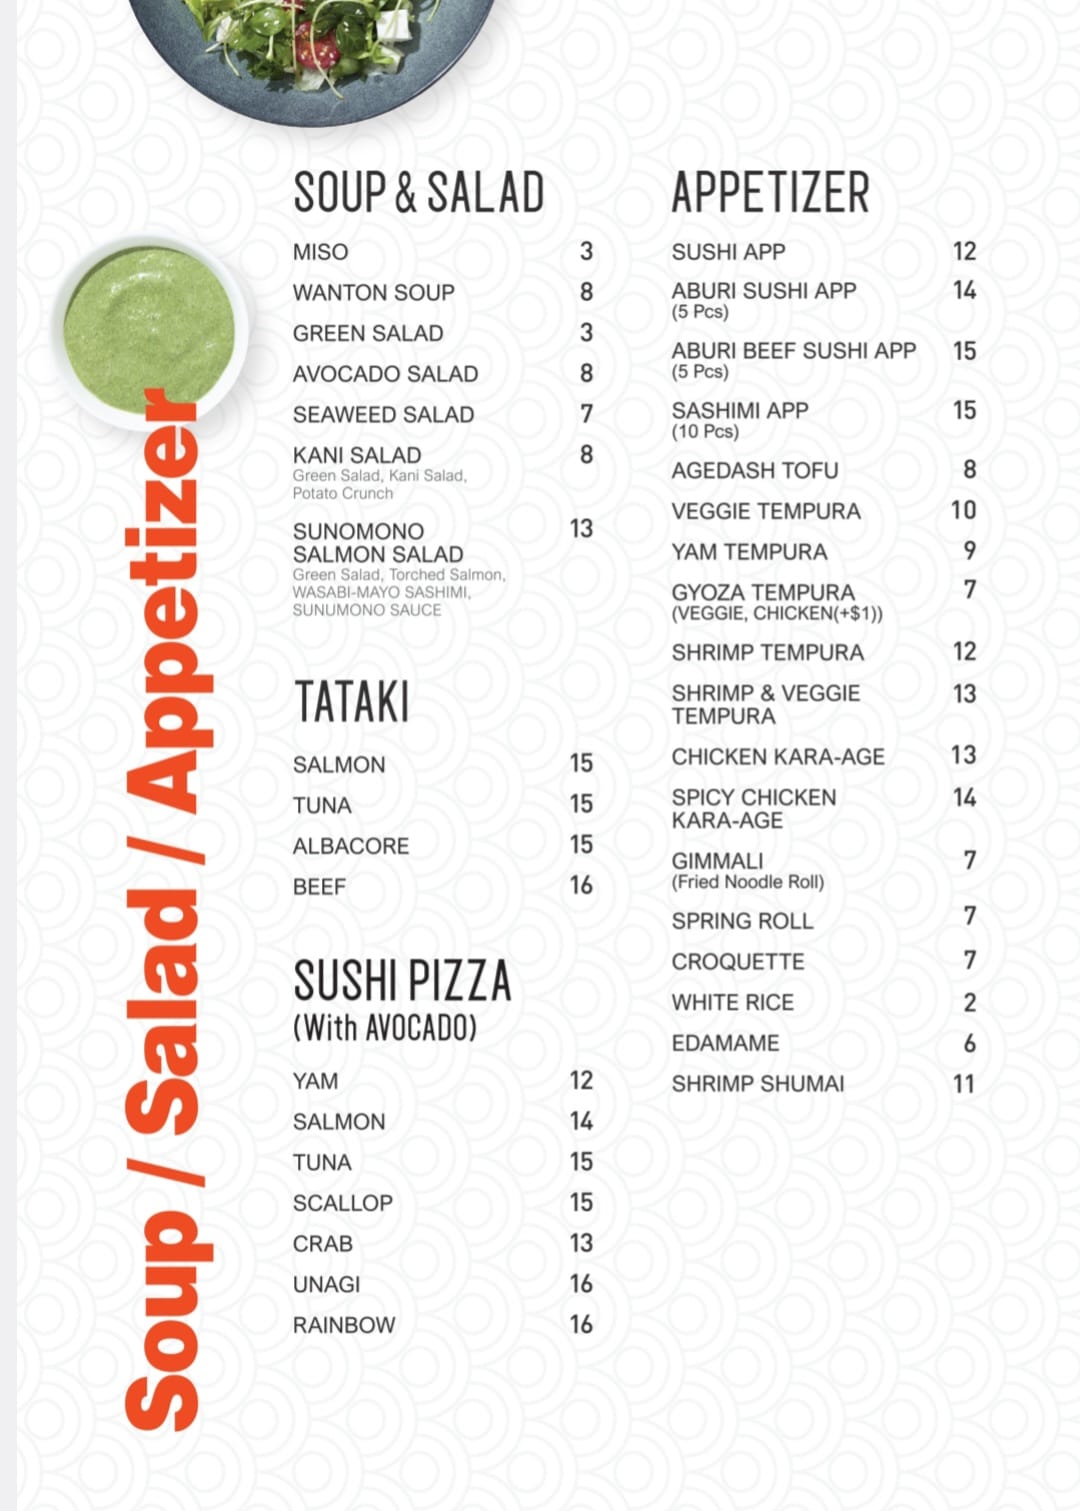 Soup / Salad / Appetizer
SOUP & SALAD
MISO 3
WANTON SOUP 8
GREEN SALAD 3
AVOCADO SALAD 8
SEAWEED SALAD 7
KANI SALAD 8
Green Salad, Kani Salad,
Potato Crunch
SUNOMONO 13
SALMON SALAD
Green Salad, Torched Salmon,
WASABI-MAYO SASHIMI,
SUNUMONO SAUCE
TATAKI
SALMON 15
TUNA 15
ALBACORE 15
BEEF 16
SUSHI PIZZA
(With AVOCADO)
YAM 12
SALMON 14
TUNA 15
SCALLOP 15
CRAB 13
UNAGI 16
RAINBOW 16
APPETIZER
SUSHI APP 12
ABURI SUSHI APP 14
(5 Pcs)
ABURI BEEF SUSHI APP 15
(5 Pcs)
SASHIMI APP 15
(10 Pcs)
AGEDASH TOFU 8
VEGGIE TEMPURA 10
YAM TEMPURA 9
GYOZA TEMPURA 7
(VEGGIE, CHICKEN(+$1))
SHRIMP TEMPURA 12
SHRIMP & VEGGIE 13
TEMPURA
CHICKEN KARA-AGE 13
SPICY CHICKEN 14
KARA-AGE
GIMMALI 7
(Fried Noodle Roll)
SPRING ROLL 7
CROQUETTE 7
WHITE RICE 2
EDAMAME 6
SHRIMP SHUMAI 11